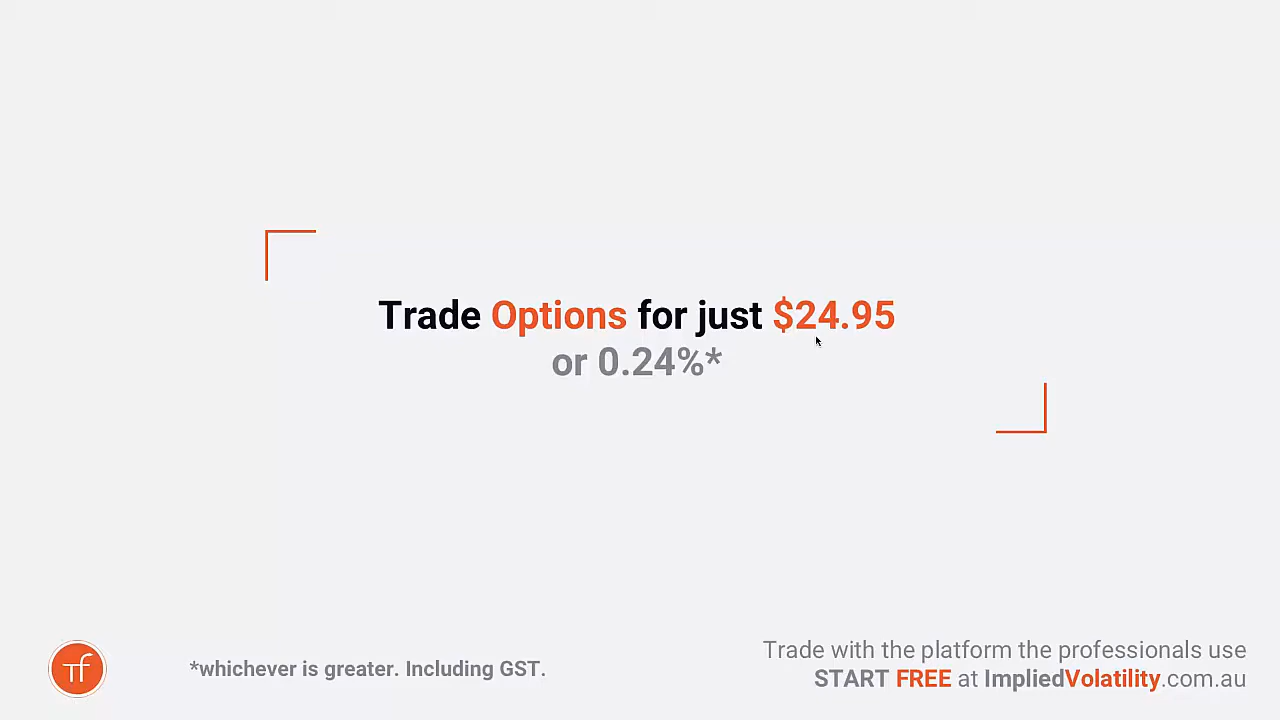 Trade Options for just $24.95
or 0.24%*
TF
*whichever is greater. Including GST.
Trade with the platform the professionals use
START FREE at ImpliedVolatility.com.au